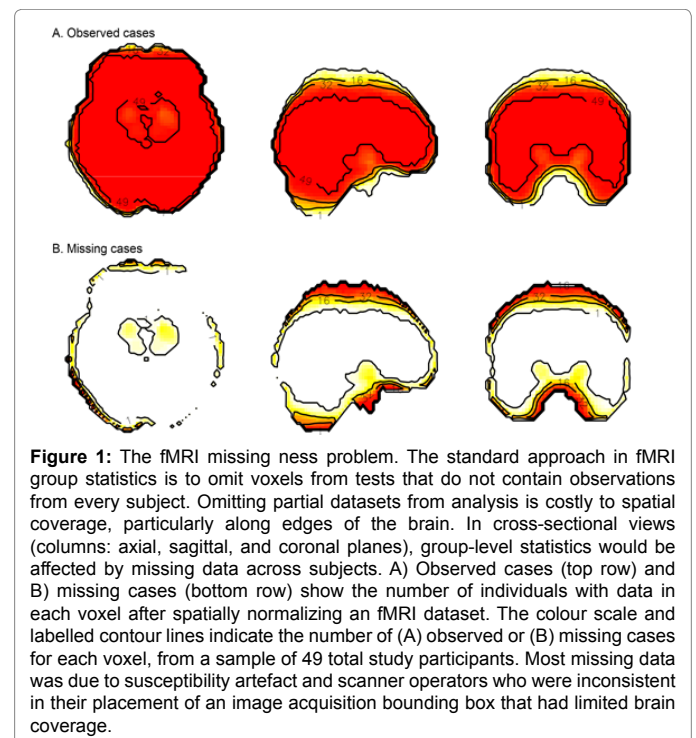 A. Observed cases
32
49
49
16
32
49
1
16
49
1
B. Missing cases
1
1
1
16
32
32
1
16
Figure 1: The fMRI missing ness problem. The standard approach in fMRI
group statistics is to omit voxels from tests that do not contain observations
from every subject. Omitting partial datasets from analysis is costly to spatial
coverage, particularly along edges of the brain. In cross-sectional views
(columns: axial, sagittal, and coronal planes), group-level statistics would be
affected by missing data across subjects. A) Observed cases (top row) and
B) missing cases (bottom row) show the number of individuals with data in
each voxel after spatially normalizing an fMRI dataset. The colour scale and
labelled contour lines indicate the number of (A) observed or (B) missing cases
for each voxel, from a sample of 49 total study participants. Most missing data
was due to susceptibility artefact and scanner operators who were inconsistent
in their placement of an image acquisition bounding box that had limited brain
coverage.